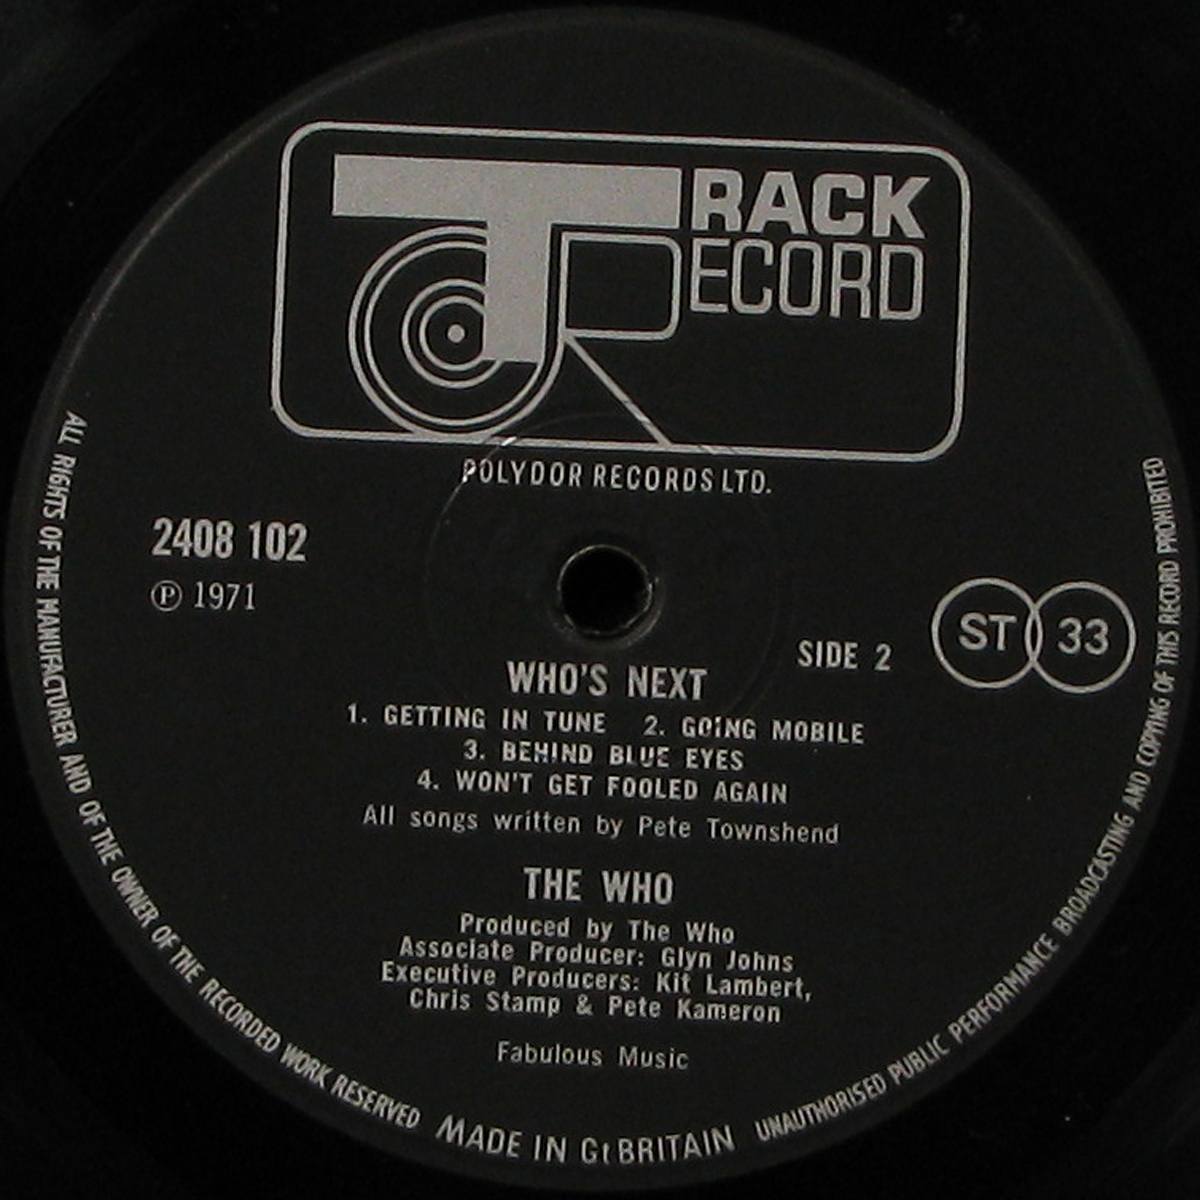 TRACK
RECORD
POLYDOR RECORDS LTD.
2408 102
Ⓟ 1971
ST 33
SIDE 2
WHO'S NEXT
1. GETTING IN TUNE 2. GOING MOBILE
3. BEHIND BLUE EYES
4. WON'T GET FOOLED AGAIN
All songs written by Pete Townshend
THE WHO
Produced by The Who
Associate Producer: Glyn Johns
Executive Producers: Kit Lambert,
Chris Stamp & Pete Kameron
Fabulous Music
ALL RIGHTS OF THE MANUFACTURER AND OF THE OWNER OF THE RECORDED WORK RESERVED MADE IN Gt BRITAIN UNAUTHORISED PUBLIC PERFORMANCE BROADCASTING AND COPYING OF THIS RECORD PROHIBITED